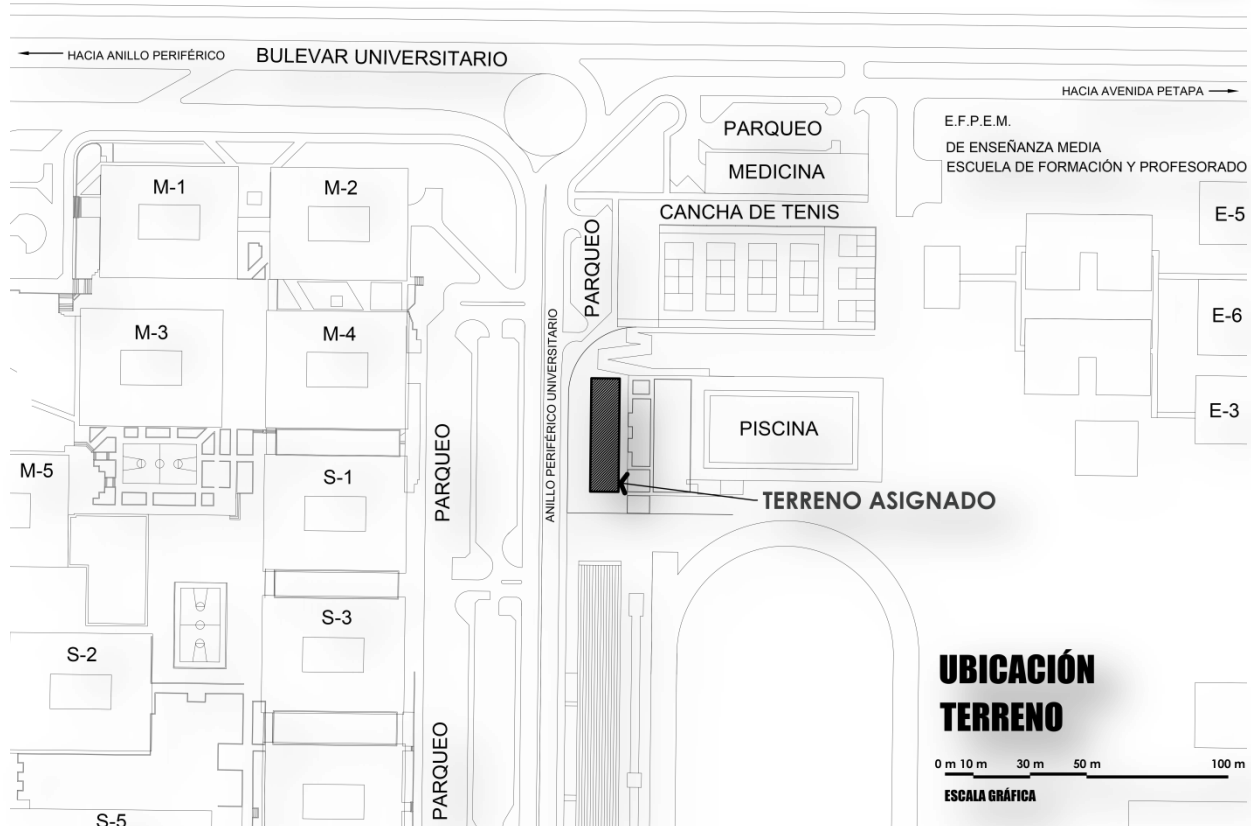 HACIA ANILLO PERIFÉRICO
BULEVAR UNIVERSITARIO
HACIA AVENIDA PETAPA
PARQUEO
MEDICINA
E.F.P.E.M.
DE ENSEÑANZA MEDIA
ESCUELA DE FORMACIÓN Y PROFESORADO
M-1
M-2
CANCHA DE TENIS
E-5
PARQUEO
M-3
M-4
ANILLO PERIFÉRICO UNIVERSITARIO
E-6
E-3
PISCINA
PARQUEO
M-5
S-1
TERRENO ASIGNADO
S-3
S-2
UBICACIÓN
TERRENO
PARQUEO
0 m 10 m 30 m 50 m 100 m
ESCALA GRÁFICA
S-5